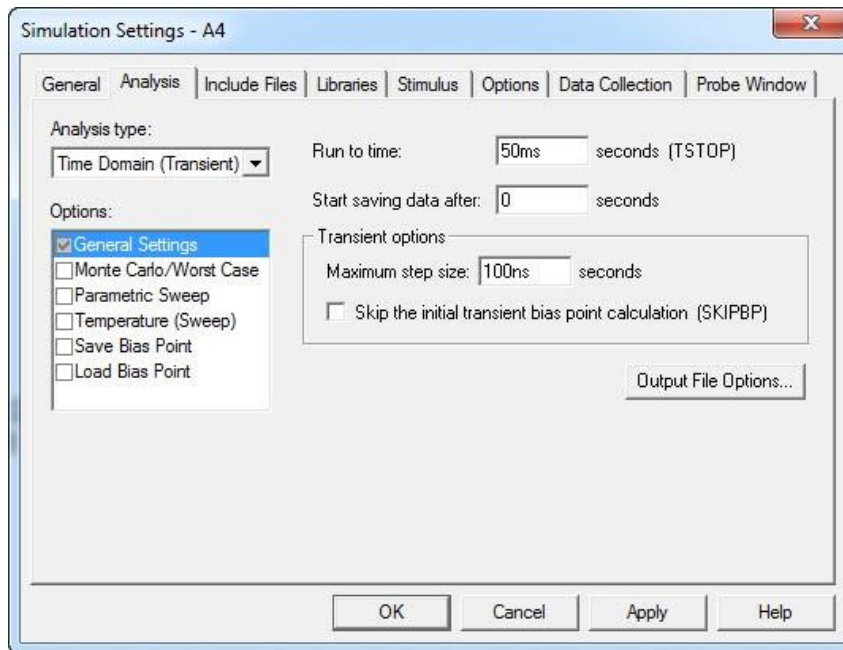 Simulation Settings - A4
General Analysis Include Files Libraries Stimulus Options Data Collection Probe Window
Analysis type:
Time Domain (Transient)
Options:
General Settings
Monte Carlo/Worst Case
Parametric Sweep
Temperature (Sweep)
Save Bias Point
Load Bias Point
Run to time: 50ms seconds (TSTOP)
Start saving data after: 0 seconds
Transient options
Maximum step size: 100ns seconds
Skip the initial transient bias point calculation (SKIPBP)
Output File Options...
OK Cancel Apply Help